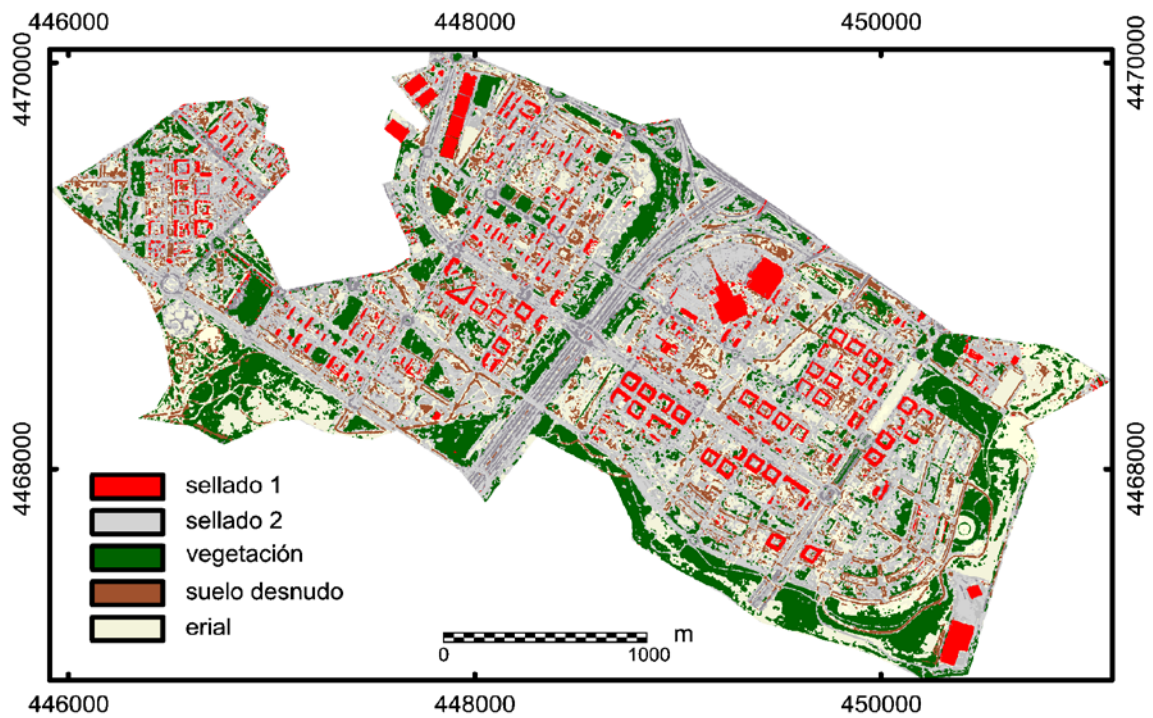 446000 448000 450000
4470000 4470000
sellado 1
sellado 2
vegetación
suelo desnudo
erial
4468000 4468000
m
0 1000
446000 448000 450000